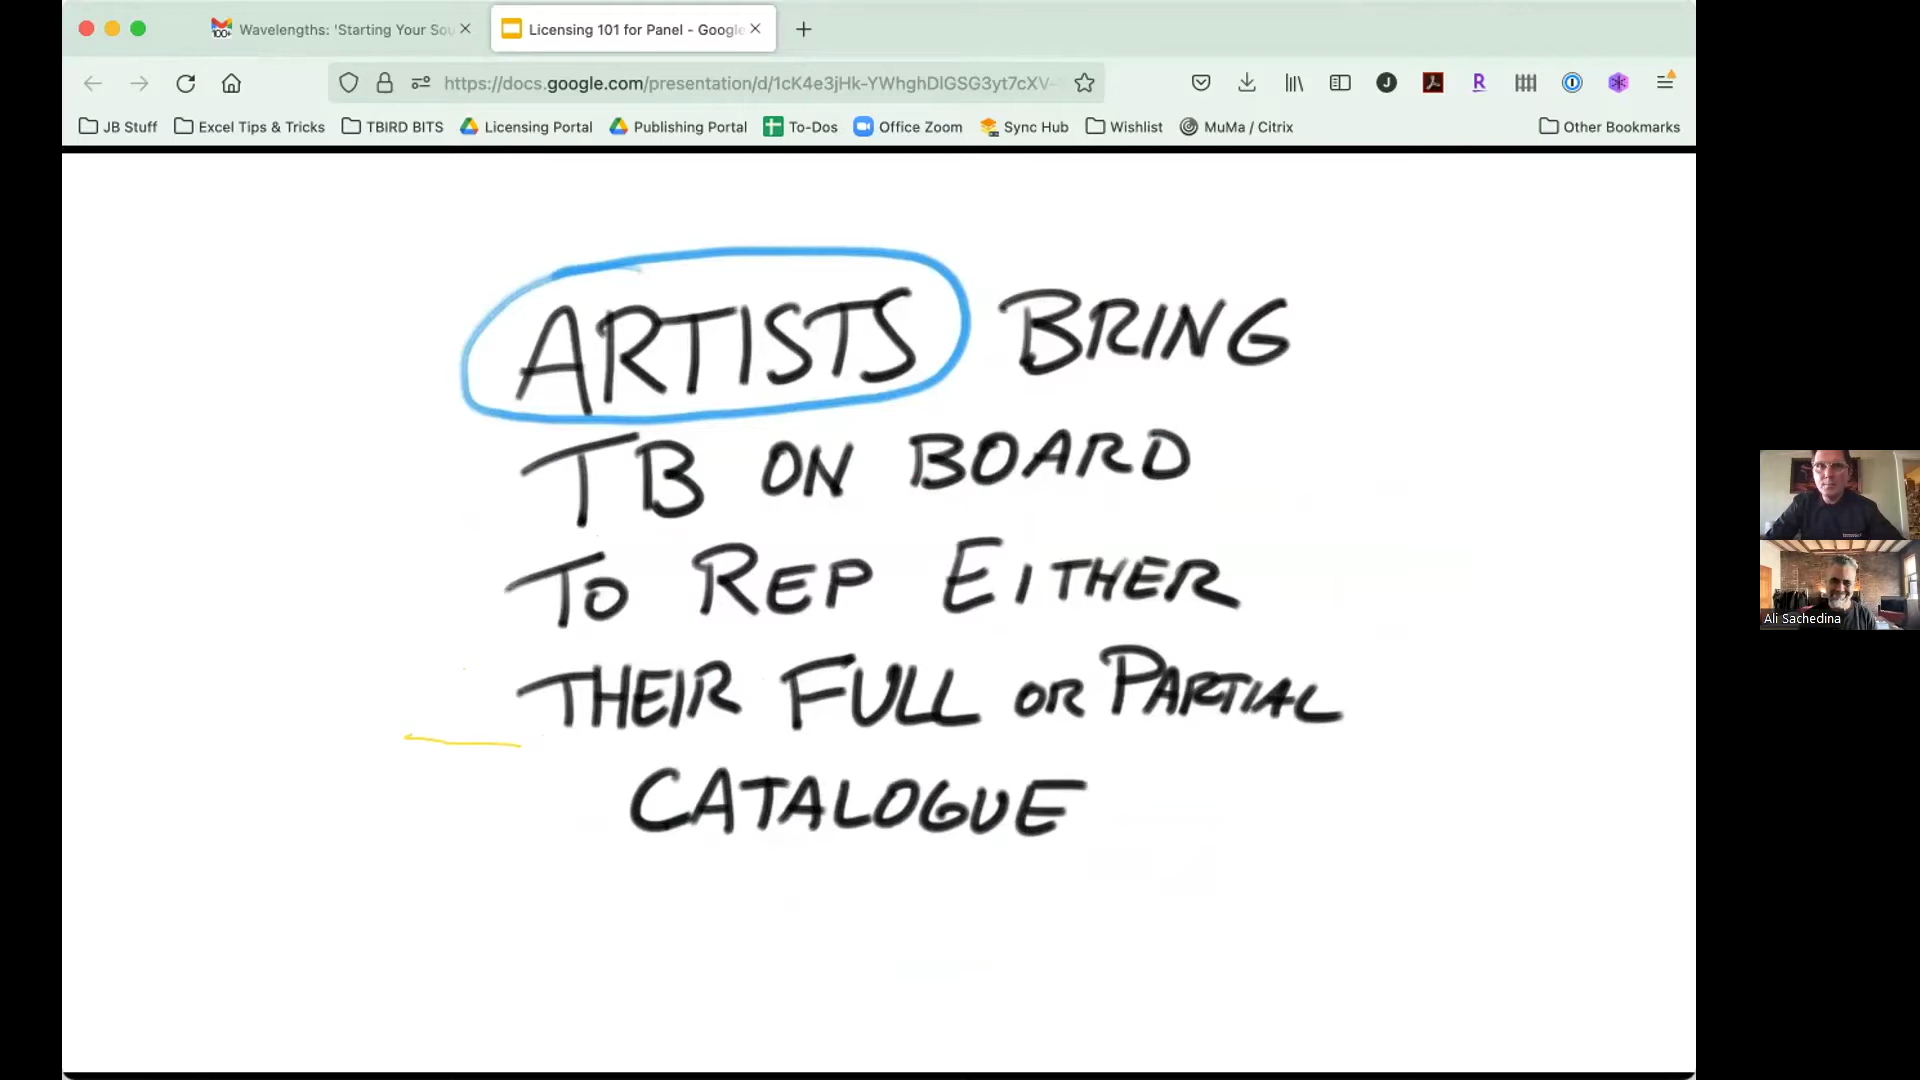 Wavelengths: 'Starting Your Sou
Licensing 101 for Panel - Google
https://docs.google.com/presentation/d/1cK4e3jHk-YWhghDlGSG3yt7cXV-
JB Stuff Excel Tips & Tricks TBIRD BITS Licensing Portal Publishing Portal To-Dos Office Zoom Sync Hub Wishlist MuMa / Citrix Other Bookmarks
ARTISTS BRING
TB ON BOARD
TO REP EITHER
THEIR FULL OR PARTIAL
CATALOGUE
Ali Sachedina